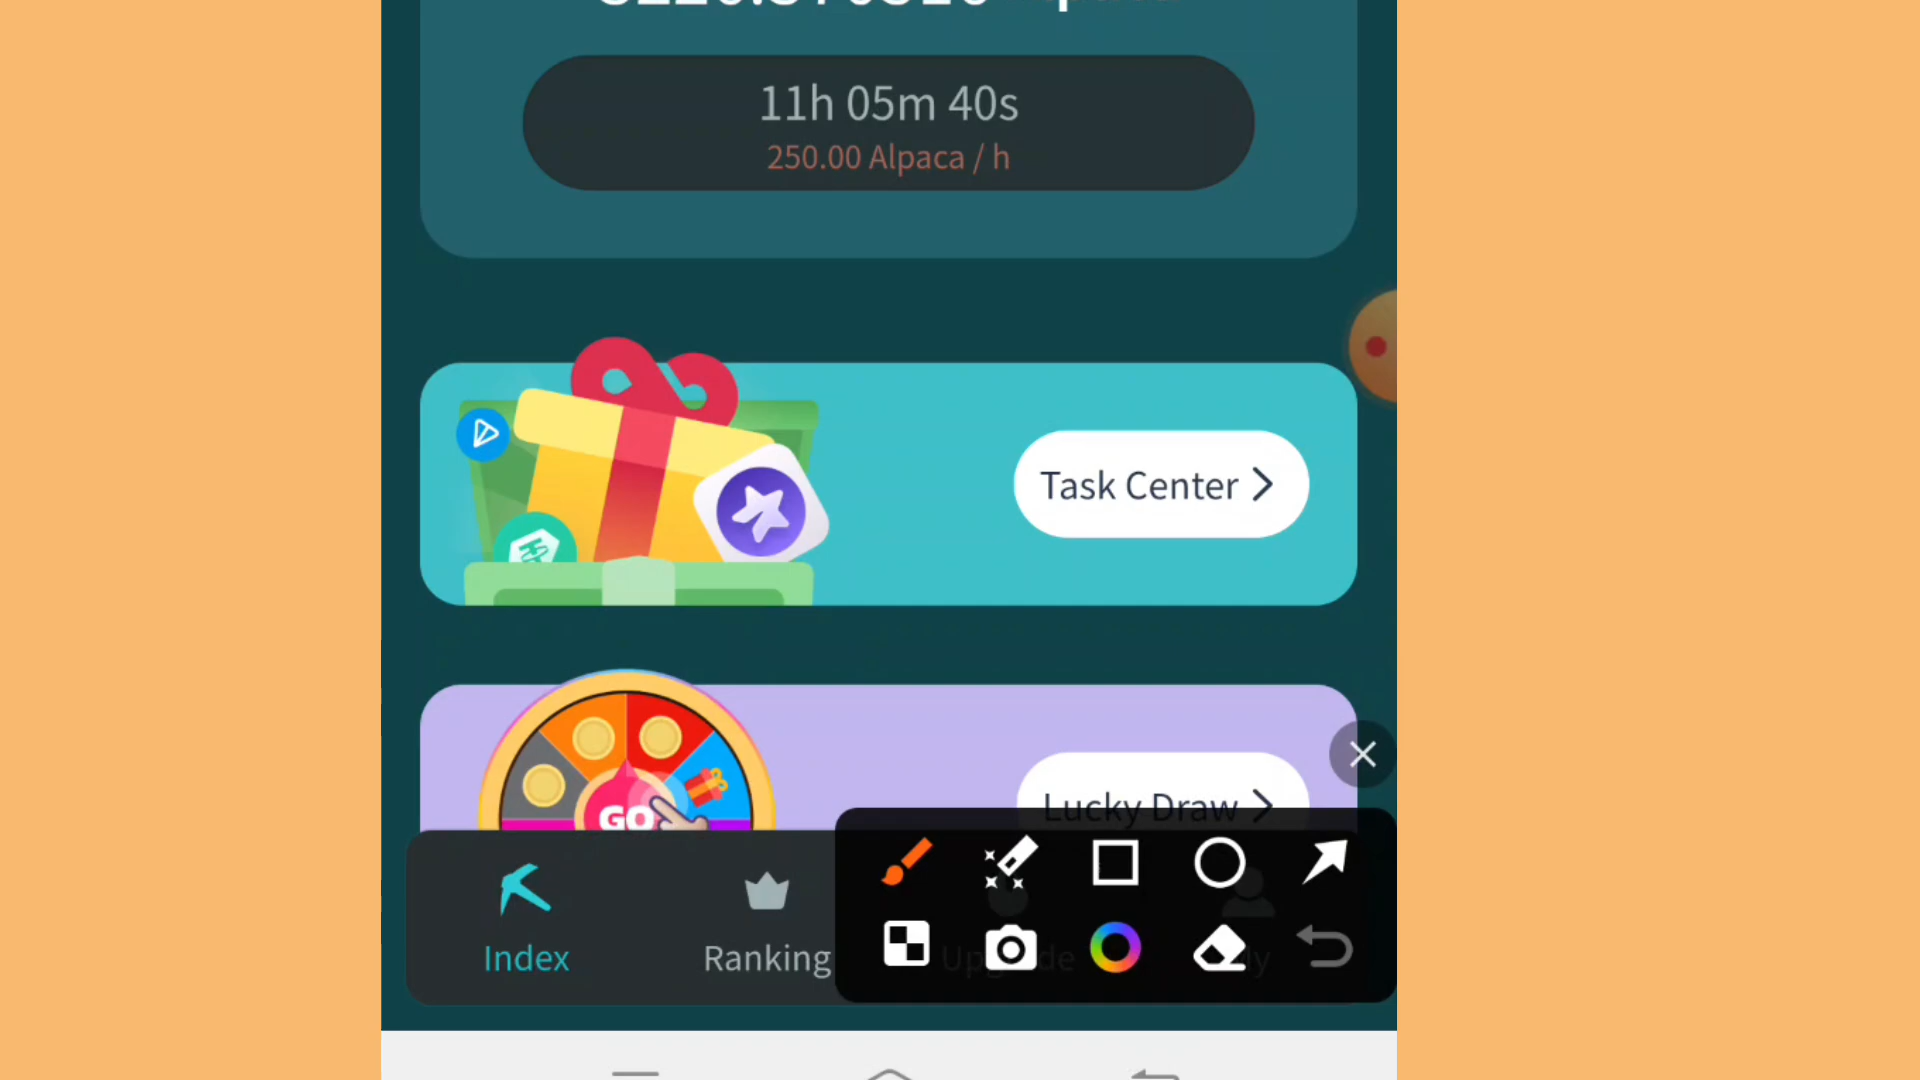 11h 05m 40s
250.00 Alpaca / h
Task Center
GO
Lucky Draw
Index
Ranking